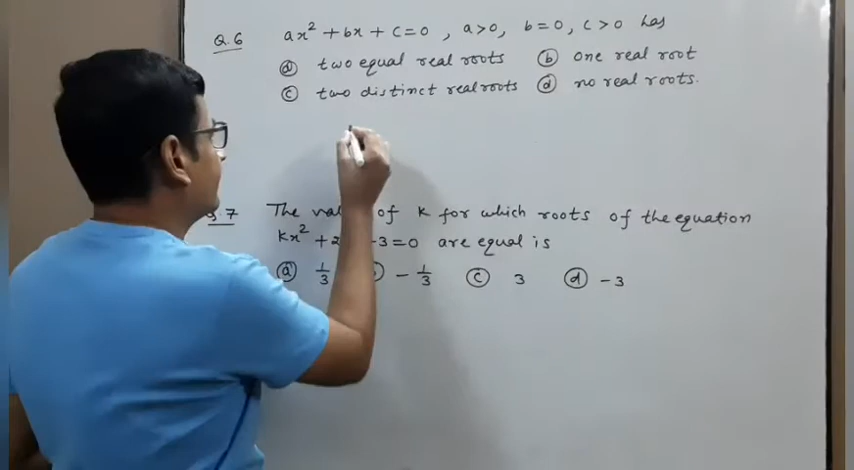 Q.6 ax² + bx + c = 0 , a>0, b=0, c>0 has
ⓐ two equal real roots ⓑ one real root
ⓒ two distinct real roots ⓓ no real roots.
Q.7 The of k for which roots of the equation
kx² + 2 -3=0 are equal is
ⓐ 1/3 - 1/3 ⓒ 3 ⓓ -3